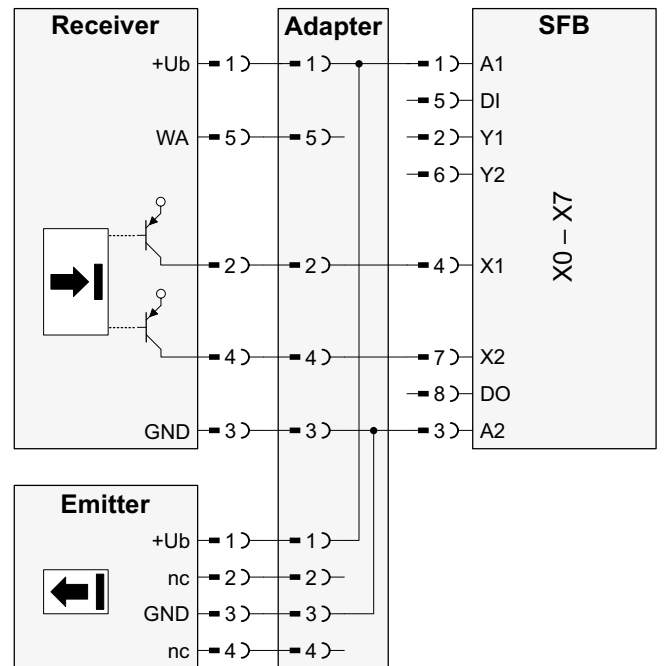 Receiver Adapter SFB
+Ub 1 1 1 A1
5 DI
WA 5 5 2 Y1
6 Y2
X0 – X7
2 2 4 X1
4 4 7 X2
8 DO
GND 3 3 3 A2
Emitter
+Ub 1 1
nc 2 2
GND 3 3
nc 4 4